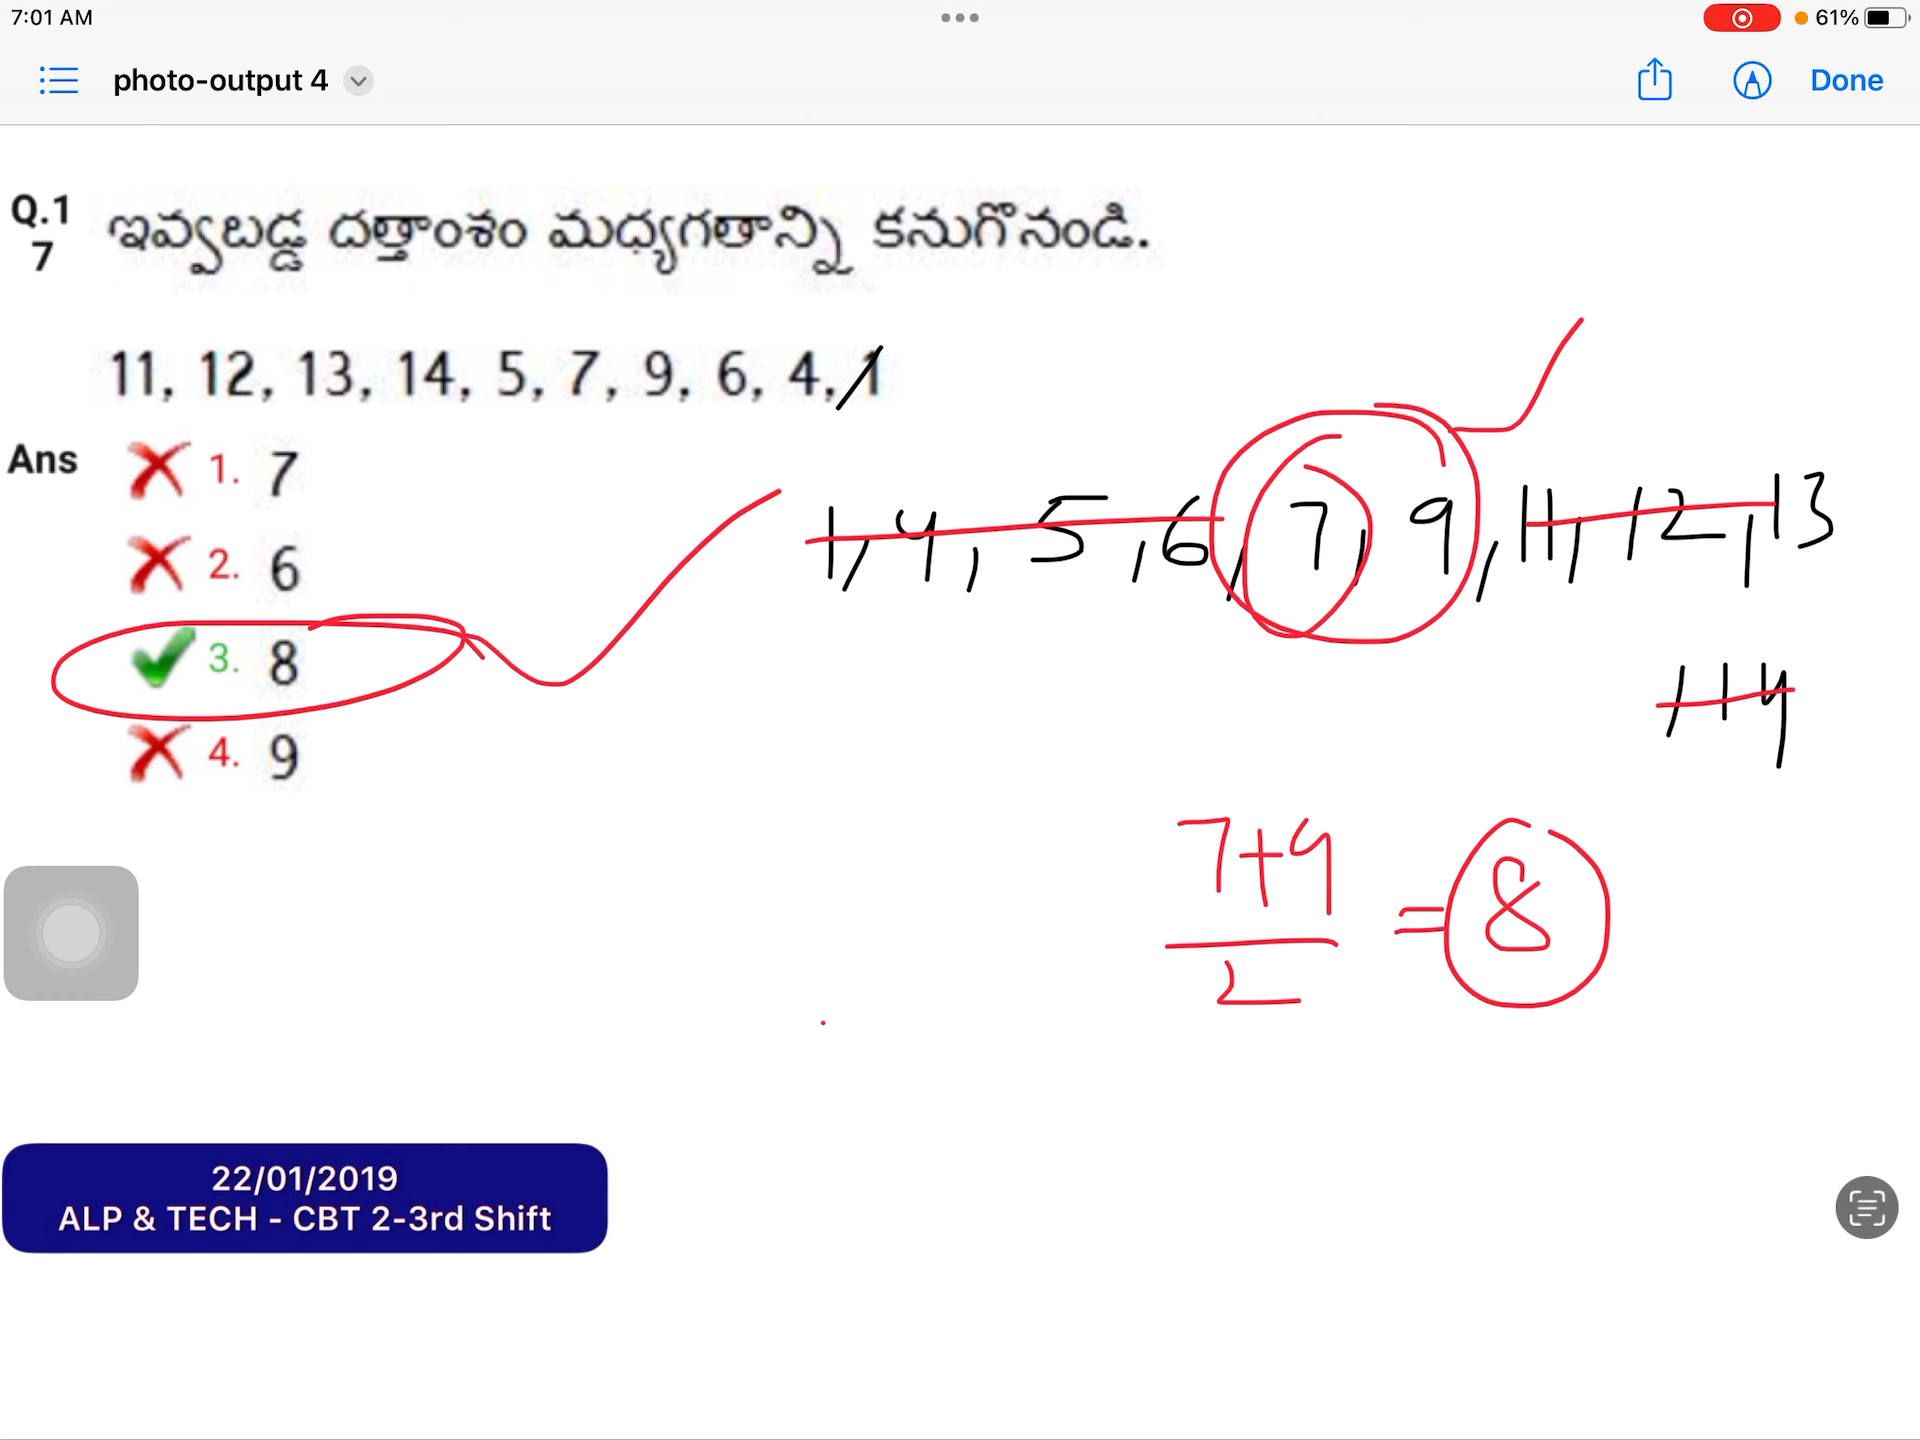 7:01 AM
61%
photo-output 4
Done
Q.1
7
ఇవ్వబడ్డ దత్తాంశం మధ్యగతాన్ని కనుగొనండి.
11, 12, 13, 14, 5, 7, 9, 6, 4, 1
Ans
1. 7
2. 6
3. 8
4. 9
1, 4, 5, 6, 7, 9, 11, 12, 13
, 14
7+9
2
= 8
22/01/2019
ALP & TECH - CBT 2-3rd Shift